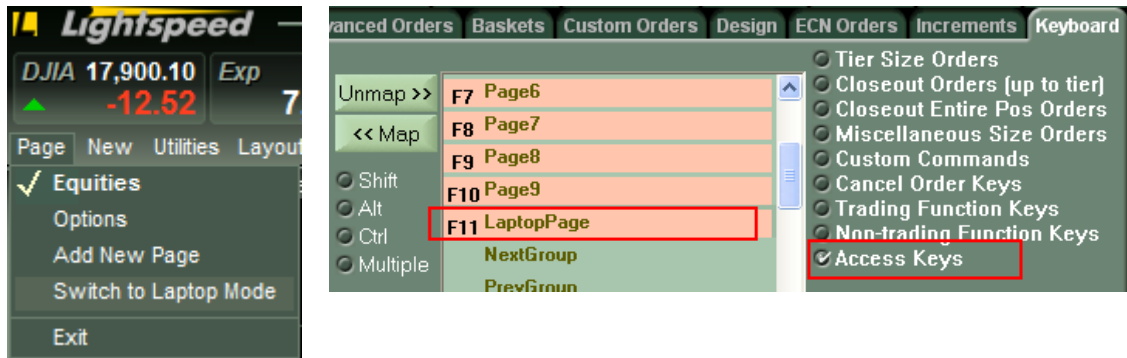 Lightspeed
DJIA 17,900.10 Exp
-12.52 7
Page New Utilities Layout
Equities
Options
Add New Page
Switch to Laptop Mode
Exit
vanced Orders Baskets Custom Orders Design ECN Orders Increments Keyboard
Unmap >>
<< Map
Shift
Alt
Ctrl
Multiple
F7 Page6
F8 Page7
F9 Page8
F10 Page9
F11 LaptopPage
NextGroup
PrevGroup
Tier Size Orders
Closeout Orders (up to tier)
Closeout Entire Pos Orders
Miscellaneous Size Orders
Custom Commands
Cancel Order Keys
Trading Function Keys
Non-trading Function Keys
Access Keys